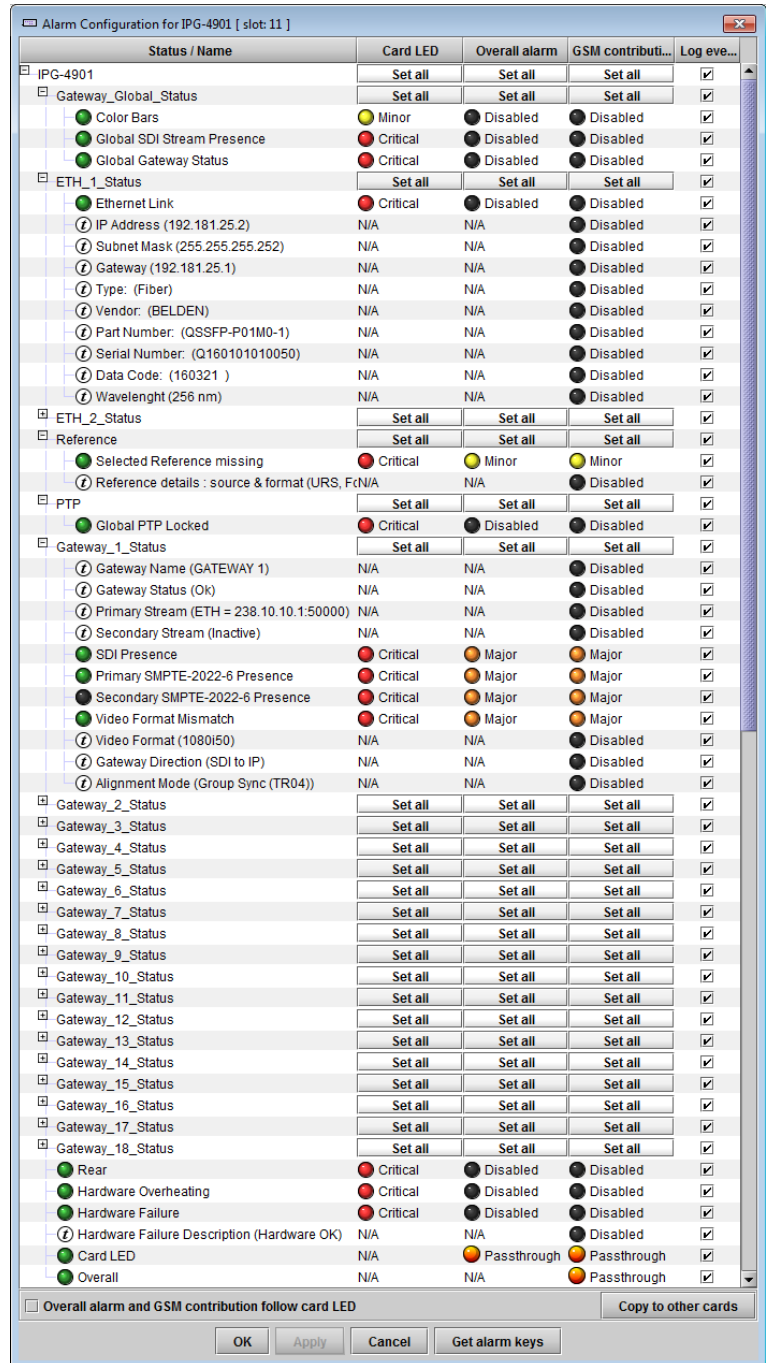 Alarm Configuration for IPG-4901 [ slot: 11 ]
Status / Name Card LED Overall alarm GSM contributi... Log eve...
IPG-4901 Set all Set all Set all
Gateway_Global_Status Set all Set all Set all
Color Bars Minor Disabled Disabled
Global SDI Stream Presence Critical Disabled Disabled
Global Gateway Status Critical Disabled Disabled
ETH_1_Status Set all Set all Set all
Ethernet Link Critical Disabled Disabled
IP Address (192.181.25.2) N/A N/A Disabled
Subnet Mask (255.255.255.252) N/A N/A Disabled
Gateway (192.181.25.1) N/A N/A Disabled
Type: (Fiber) N/A N/A Disabled
Vendor: (BELDEN) N/A N/A Disabled
Part Number: (QSSFP-P01M0-1) N/A N/A Disabled
Serial Number: (Q160101010050) N/A N/A Disabled
Data Code: (160321 ) N/A N/A Disabled
Wavelenght (256 nm) N/A N/A Disabled
ETH_2_Status Set all Set all Set all
Reference Set all Set all Set all
Selected Reference missing Critical Minor Minor
Reference details : source & format (URS, Fo N/A N/A Disabled
PTP Set all Set all Set all
Global PTP Locked Critical Disabled Disabled
Gateway_1_Status Set all Set all Set all
Gateway Name (GATEWAY 1) N/A N/A Disabled
Gateway Status (Ok) N/A N/A Disabled
Primary Stream (ETH = 238.10.10.1:50000) N/A N/A Disabled
Secondary Stream (Inactive) N/A N/A Disabled
SDI Presence Critical Major Major
Primary SMPTE-2022-6 Presence Critical Major Major
Secondary SMPTE-2022-6 Presence Critical Major Major
Video Format Mismatch Critical Major Major
Video Format (1080i50) N/A N/A Disabled
Gateway Direction (SDI to IP) N/A N/A Disabled
Alignment Mode (Group Sync (TR04)) N/A N/A Disabled
Gateway_2_Status Set all Set all Set all
Gateway_3_Status Set all Set all Set all
Gateway_4_Status Set all Set all Set all
Gateway_5_Status Set all Set all Set all
Gateway_6_Status Set all Set all Set all
Gateway_7_Status Set all Set all Set all
Gateway_8_Status Set all Set all Set all
Gateway_9_Status Set all Set all Set all
Gateway_10_Status Set all Set all Set all
Gateway_11_Status Set all Set all Set all
Gateway_12_Status Set all Set all Set all
Gateway_13_Status Set all Set all Set all
Gateway_14_Status Set all Set all Set all
Gateway_15_Status Set all Set all Set all
Gateway_16_Status Set all Set all Set all
Gateway_17_Status Set all Set all Set all
Gateway_18_Status Set all Set all Set all
Rear Critical Disabled Disabled
Hardware Overheating Critical Disabled Disabled
Hardware Failure Critical Disabled Disabled
Hardware Failure Description (Hardware OK) N/A N/A Disabled
Card LED N/A Passthrough Passthrough
Overall N/A N/A Passthrough
Overall alarm and GSM contribution follow card LED Copy to other cards
OK Apply Cancel Get alarm keys